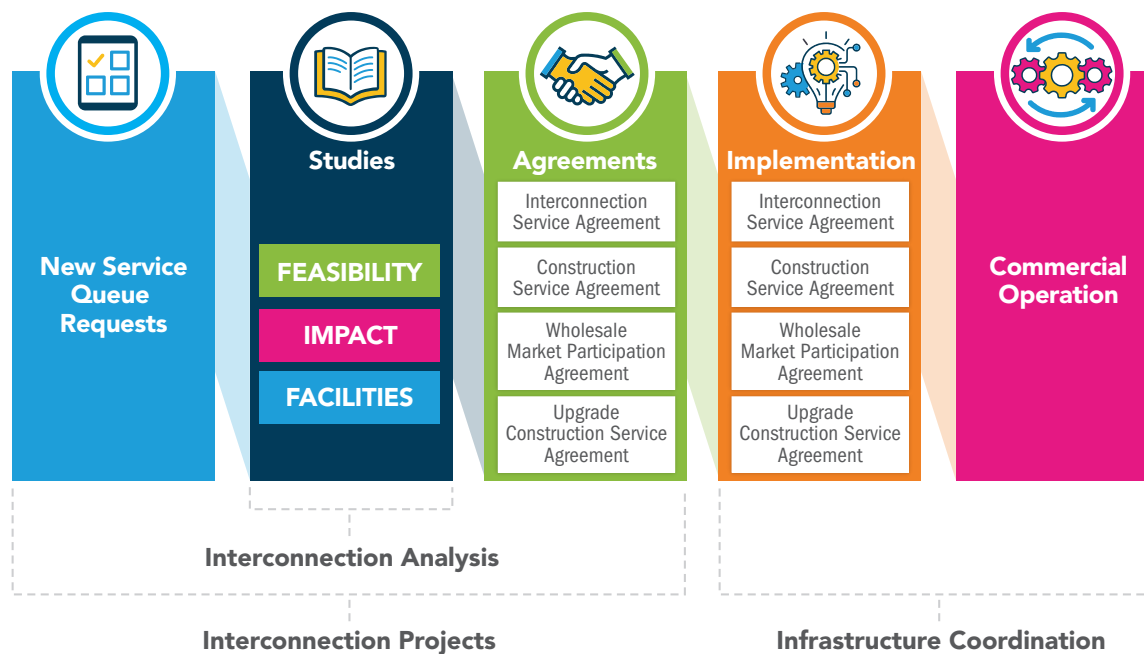 New Service
Queue
Requests
Studies
FEASIBILITY
IMPACT
FACILITIES
Agreements
Interconnection
Service Agreement
Construction
Service Agreement
Wholesale
Market Participation
Agreement
Upgrade
Construction Service
Agreement
Implementation
Interconnection
Service Agreement
Construction
Service Agreement
Wholesale
Market Participation
Agreement
Upgrade
Construction Service
Agreement
Commercial
Operation
Interconnection Analysis
Interconnection Projects
Infrastructure Coordination